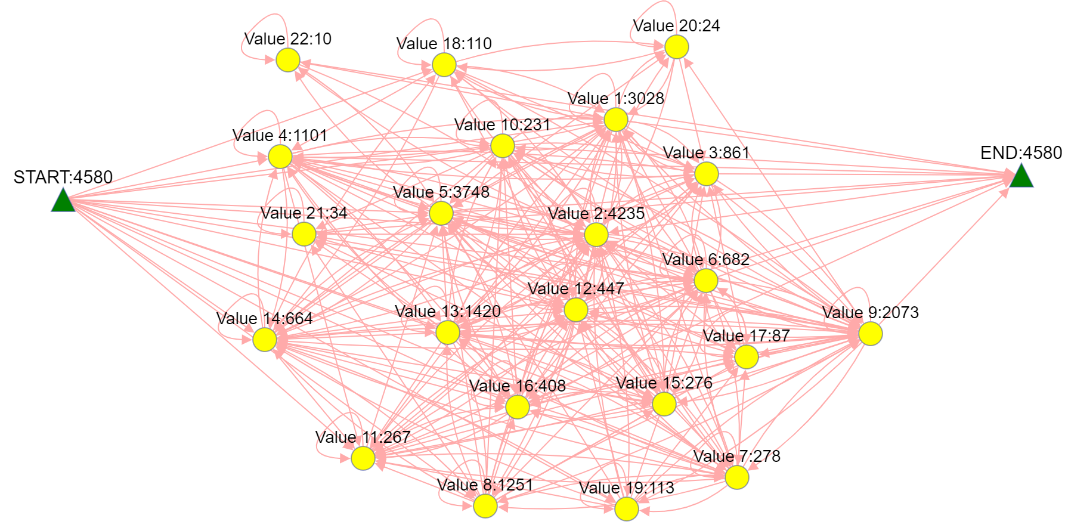 Value 20:24
Value 22:10
Value 18:110
Value 1:3028
Value 10:231
Value 4:1101
Value 3:861
END:4580
START:4580
Value 5:3748
Value 21:34
Value 2:4235
Value 6:682
Value 12:447
Value 14:664
Value 13:1420
Value 9:2073
Value 17:87
Value 16:408
Value 15:276
Value 11:267
Value 7:278
Value 8:1251
Value 19:113